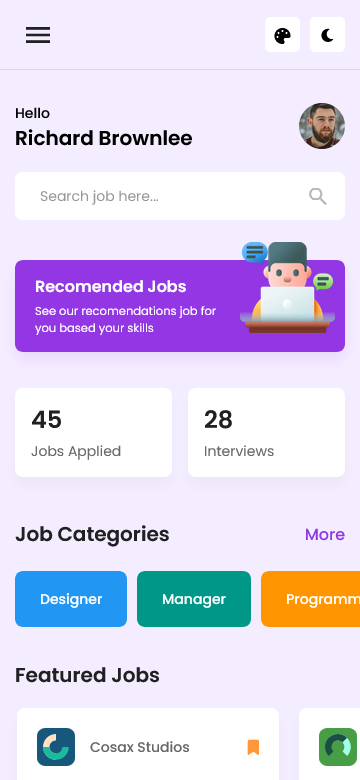 Hello
Richard Brownlee
Search job here...
Recomended Jobs
See our recomendations job for
you based your skills
45
Jobs Applied
28
Interviews
Job Categories
More
Designer
Manager
Programm
Featured Jobs
Cosax Studios